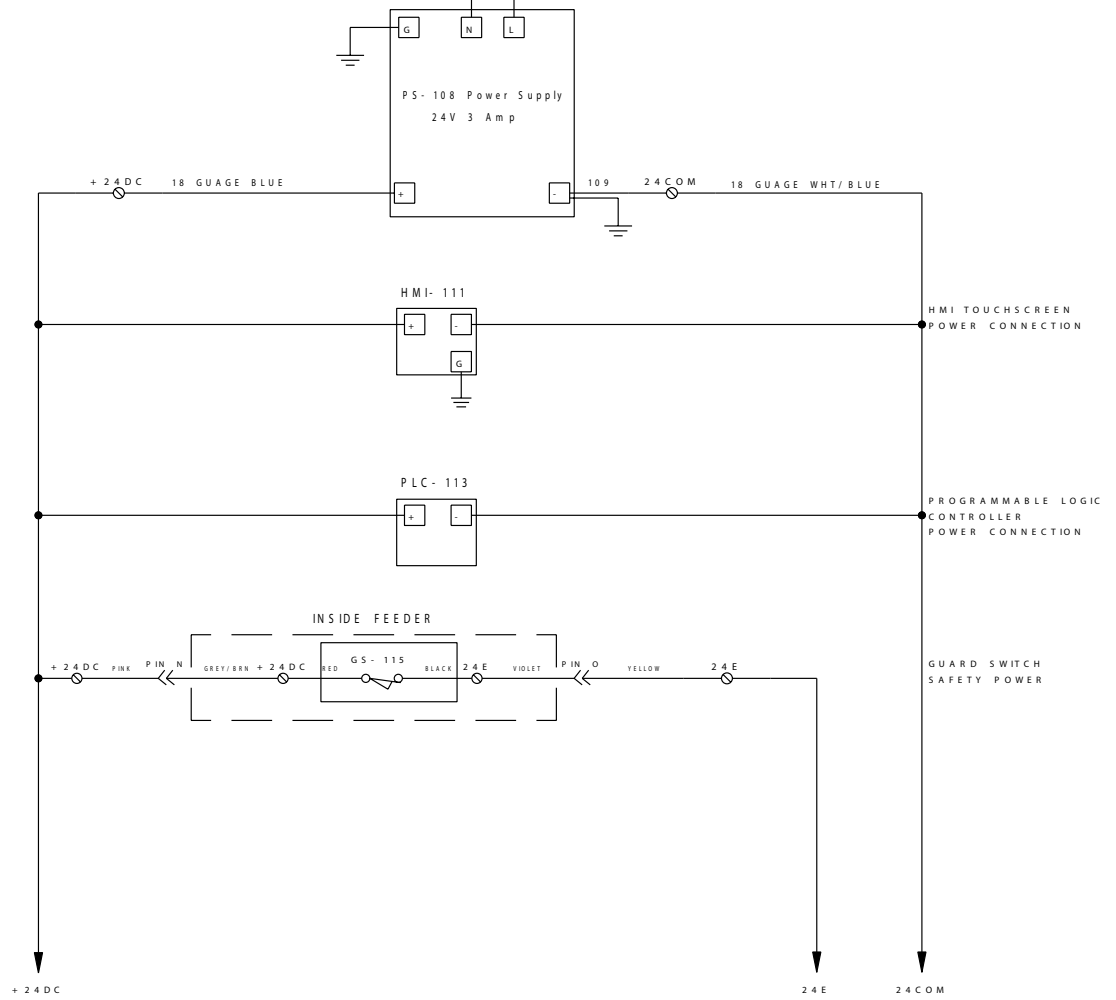 G
N
L
PS-108 Power Supply
24V 3 Amp
+24DC
18 GUAGE BLUE
+
-
109
24COM
18 GUAGE WHT/BLUE
HMI-111
+
-
G
HMI TOUCHSCREEN
POWER CONNECTION
PLC-113
+
-
PROGRAMMABLE LOGIC
CONTROLLER
POWER CONNECTION
INSIDE FEEDER
+24DC
PINK
PIN N
GREY/BRN
+24DC
RED
GS-115
BLACK
24E
VIOLET
PIN O
YELLOW
24E
GUARD SWITCH
SAFETY POWER
+24DC
24E
24COM